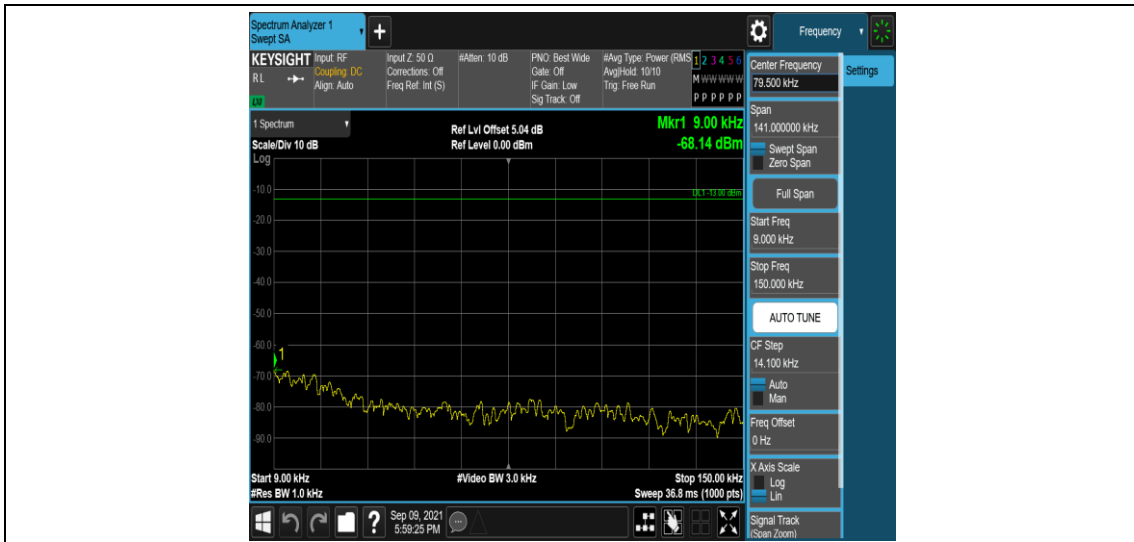 Spectrum Analyzer 1
Swept SA
+
Frequency
KEYSIGHT
RL
LXI
Input: RF
Coupling: DC
Align: Auto
Input Z: 50 Ω
Corrections: Off
Freq Ref: Int (S)
#Atten: 10 dB
PNO: Best Wide
Gate: Off
IF Gain: Low
Sig Track: Off
#Avg Type: Power (RMS
Avg|Hold: 10/10
Trig: Free Run
1 2 3 4 5 6
M W W W W W
P P P P P P
1 Spectrum
Scale/Div 10 dB
Log
Ref Lvl Offset 5.04 dB
Ref Level 0.00 dBm
Mkr1 9.00 kHz
-68.14 dBm
DL1 -13.00 dBm
-10.0
-20.0
-30.0
-40.0
-50.0
-60.0
1
-70.0
-80.0
-90.0
Start 9.00 kHz
#Res BW 1.0 kHz
#Video BW 3.0 kHz
Stop 150.00 kHz
Sweep 36.8 ms (1000 pts)
?
Sep 09, 2021
5:59:25 PM
Center Frequency
79.500 kHz
Span
141.000000 kHz
Swept Span
Zero Span
Full Span
Start Freq
9.000 kHz
Stop Freq
150.000 kHz
AUTO TUNE
CF Step
14.100 kHz
Auto
Man
Freq Offset
0 Hz
X Axis Scale
Log
Lin
Signal Track
(Span Zoom)
Settings